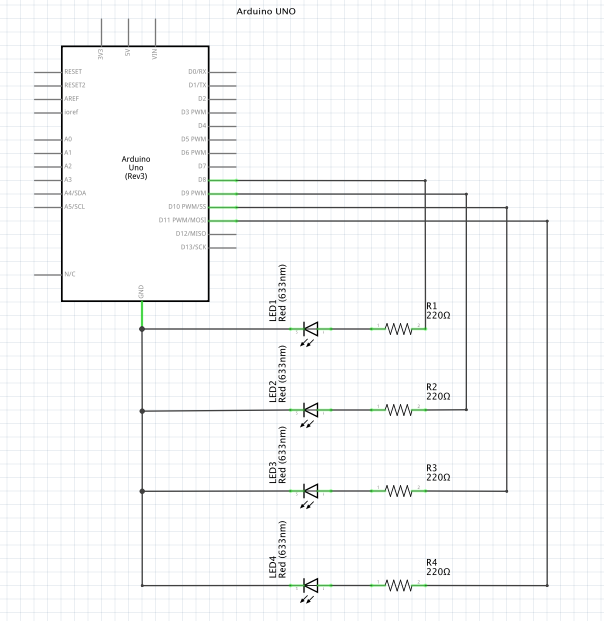 Arduino UNO
3V3
5V
VIN
RESET
RESET2
AREF
ioref
A0
A1
A2
A3
A4/SDA
A5/SCL
N/C
D0/RX
D1/TX
D2
D3 PWM
D4
D5 PWM
D6 PWM
D7
D8
D9 PWM
D10 PWM/SS
D11 PWM/MOSI
D12/MISO
D13/SCK
Arduino
Uno
(Rev3)
GND
LED1
Red (633nm)
R1
220Ω
LED2
Red (633nm)
R2
220Ω
LED3
Red (633nm)
R3
220Ω
LED4
Red (633nm)
R4
220Ω